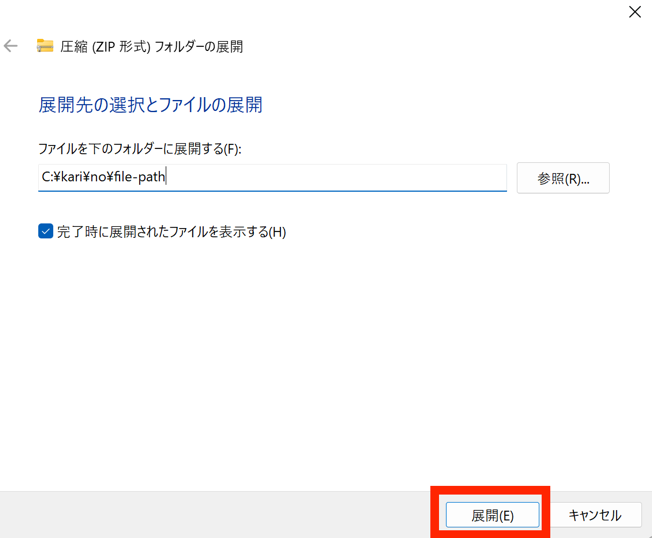 圧縮 (ZIP 形式) フォルダーの展開
展開先の選択とファイルの展開
ファイルを下のフォルダーに展開する(F):
C:¥kari¥no¥file-path
参照(R)...
完了時に展開されたファイルを表示する(H)
展開(E)
キャンセル